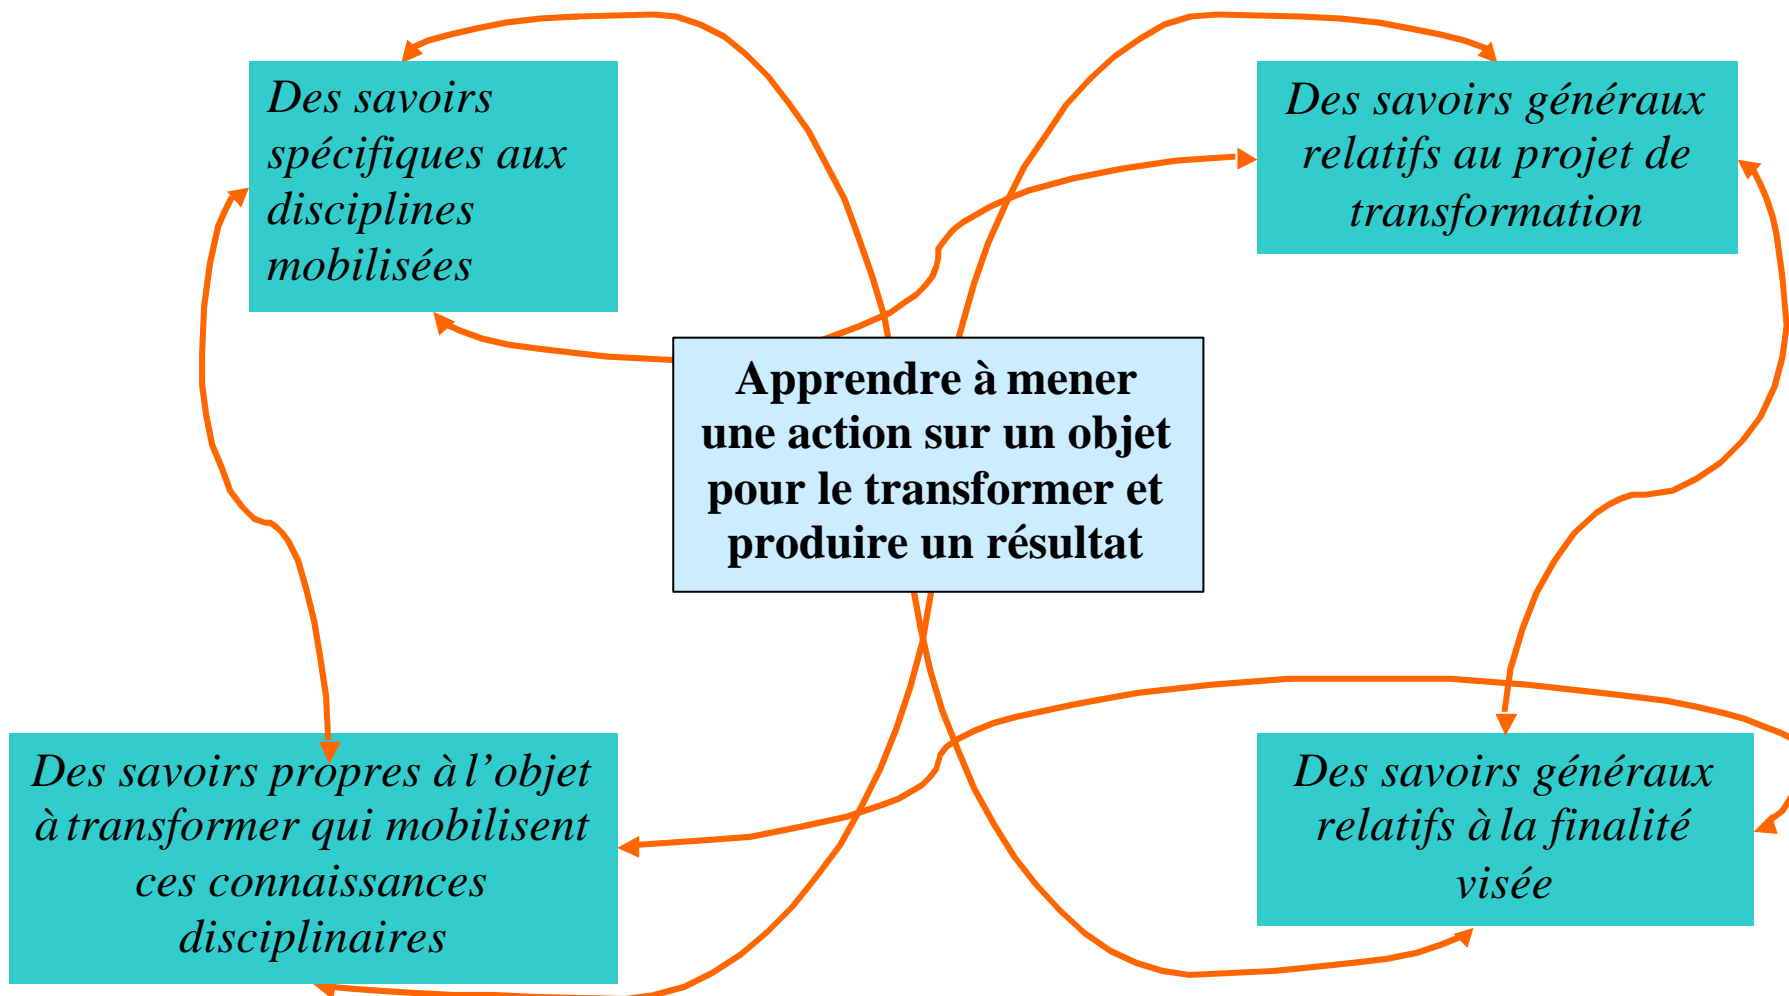 Des savoirs
spécifiques aux
disciplines
mobilisées
Des savoirs généraux
relatifs au projet de
transformation
Apprendre à mener
une action sur un objet
pour le transformer et
produire un résultat
Des savoirs propres à l’objet
à transformer qui mobilisent
ces connaissances
disciplinaires
Des savoirs généraux
relatifs à la finalité
visée